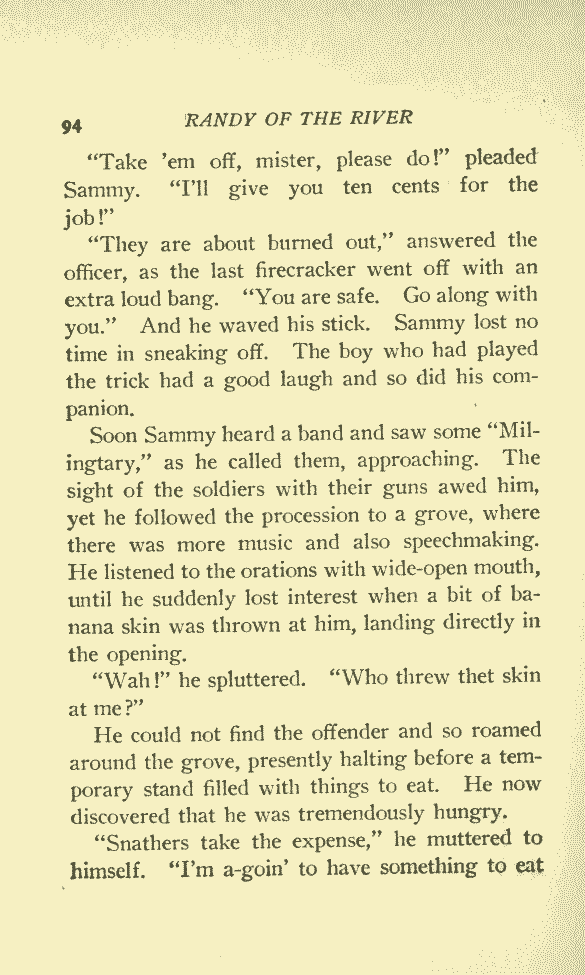 94 RANDY OF THE RIVER
"Take 'em off, mister, please do!" pleaded
Sammy. "I'll give you ten cents for the
job!"
"They are about burned out," answered the
officer, as the last firecracker went off with an
extra loud bang. "You are safe. Go along with
you." And he waved his stick. Sammy lost no
time in sneaking off. The boy who had played
the trick had a good laugh and so did his com-
panion.
Soon Sammy heard a band and saw some "Mil-
ingtary," as he called them, approaching. The
sight of the soldiers with their guns awed him,
yet he followed the procession to a grove, where
there was more music and also speechmaking.
He listened to the orations with wide-open mouth,
until he suddenly lost interest when a bit of ba-
nana skin was thrown at him, landing directly in
the opening.
"Wah!" he spluttered. "Who threw thet skin
at me?"
He could not find the offender and so roamed
around the grove, presently halting before a tem-
porary stand filled with things to eat. He now
discovered that he was tremendously hungry.
"Snathers take the expense," he muttered to
himself. "I'm a-goin' to have something to eat